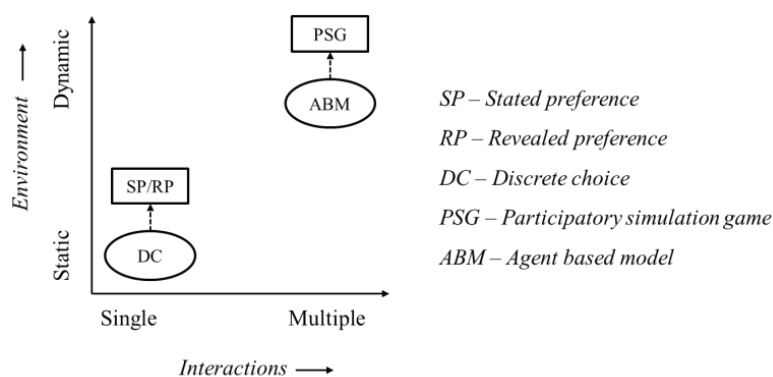 Environment
Dynamic
Static
PSG
ABM
SP/RP
DC
Single
Multiple
Interactions
SP – Stated preference
RP – Revealed preference
DC – Discrete choice
PSG – Participatory simulation game
ABM – Agent based model